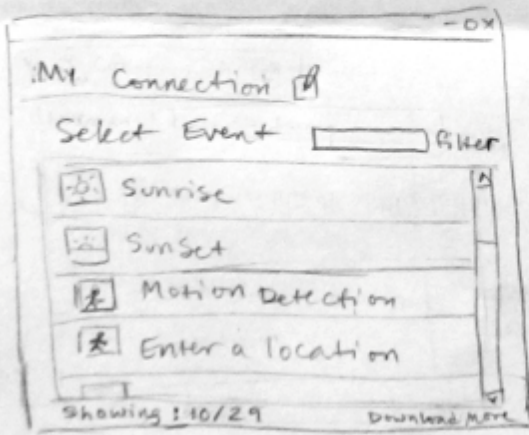 - O X
My Connection
Select Event Filter
Sunrise
SunSet
Motion Detection
Enter a location
Showing : 10/29 Download More